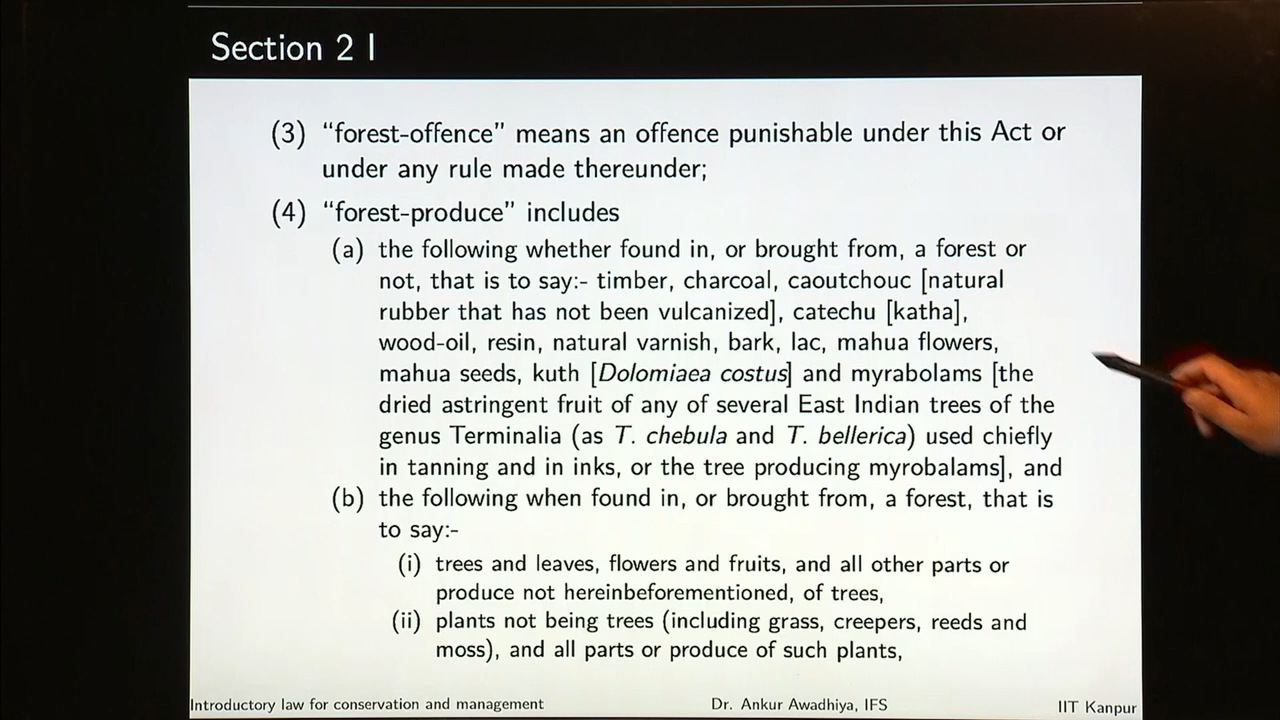 Section 2 I
(3) “forest-offence” means an offence punishable under this Act or
under any rule made thereunder;
(4) “forest-produce” includes
(a) the following whether found in, or brought from, a forest or
not, that is to say:- timber, charcoal, caoutchouc [natural
rubber that has not been vulcanized], catechu [katha],
wood-oil, resin, natural varnish, bark, lac, mahua flowers,
mahua seeds, kuth [Dolomiaea costus] and myrabolams [the
dried astringent fruit of any of several East Indian trees of the
genus Terminalia (as T. chebula and T. bellerica) used chiefly
in tanning and in inks, or the tree producing myrobalams], and
(b) the following when found in, or brought from, a forest, that is
to say:-
(i) trees and leaves, flowers and fruits, and all other parts or
produce not hereinbeforementioned, of trees,
(ii) plants not being trees (including grass, creepers, reeds and
moss), and all parts or produce of such plants,
Introductory law for conservation and management Dr. Ankur Awadhiya, IFS IIT Kanpur